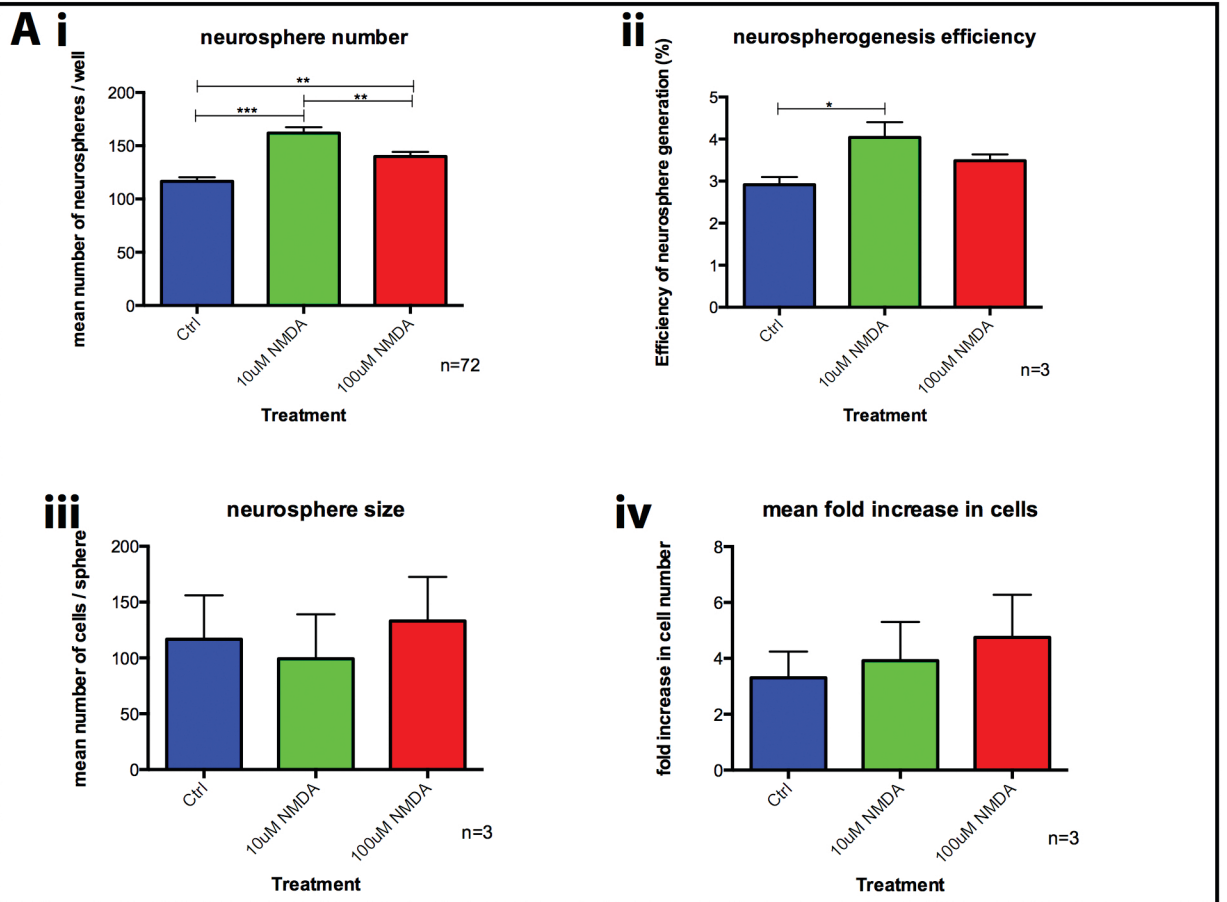 A i
neurosphere number
mean number of neurospheres / well
200
150
100
50
0
**
***
**
Ctrl
10uM NMDA
100uM NMDA
n=72
Treatment
ii
neurospherogenesis efficiency
Efficiency of neurosphere generation (%)
5
4
3
2
1
0
*
Ctrl
10uM NMDA
100uM NMDA
n=3
Treatment
iii
neurosphere size
mean number of cells / sphere
200
150
100
50
0
Ctrl
10uM NMDA
100uM NMDA
n=3
Treatment
iv
mean fold increase in cells
fold increase in cell number
8
6
4
2
0
Ctrl
10uM NMDA
100uM NMDA
n=3
Treatment